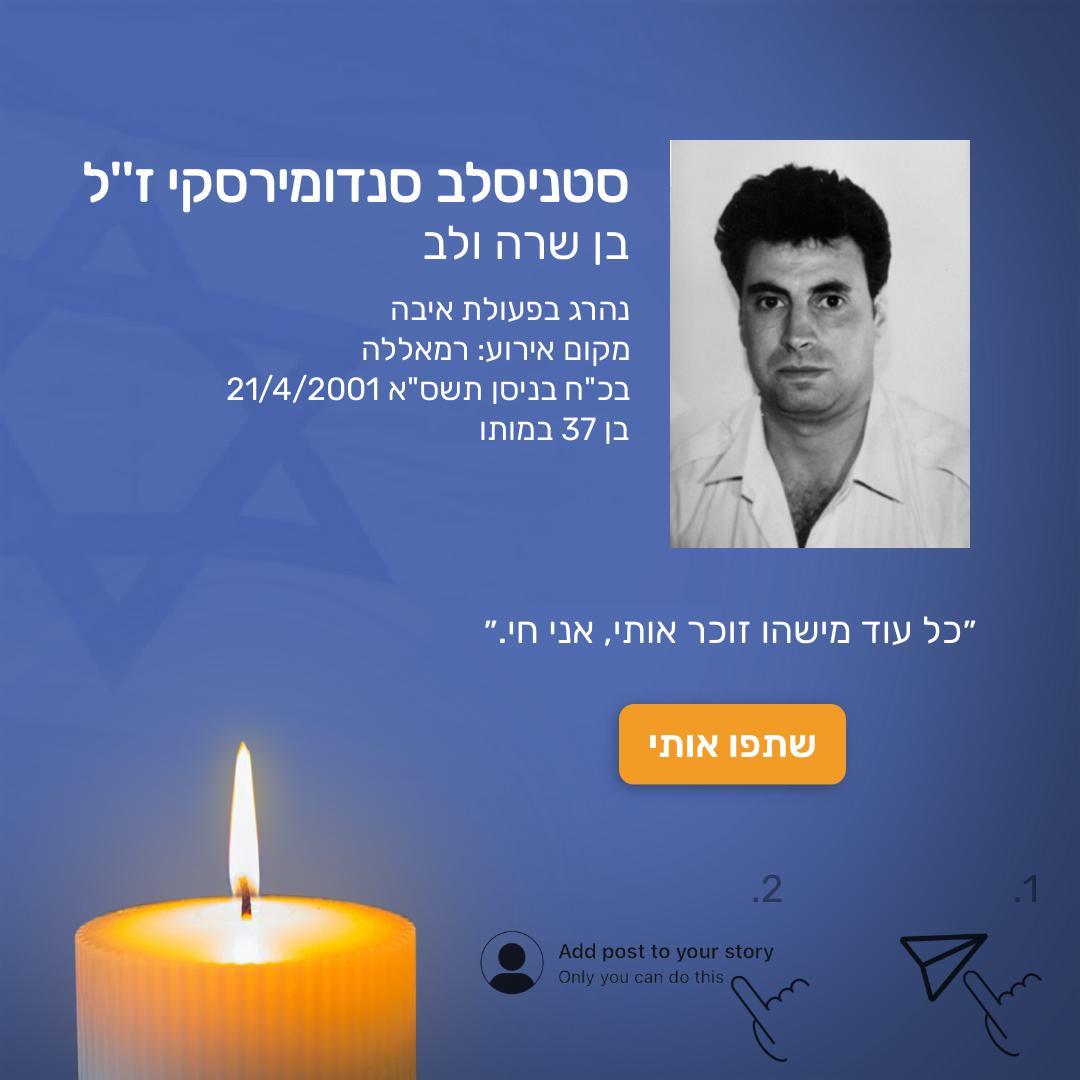 סטניסלב סנדומירסקי ז"ל
בן שרה ולב
נהרג בפעולת איבה
מקום אירוע: רמאללה
בכ"ח בניסן תשס"א 21/4/2001
בן 37 במותו
״כל עוד מישהו זוכר אותי, אני חי.״
שתפו אותי
1.
2.
Add post to your story
Only you can do this